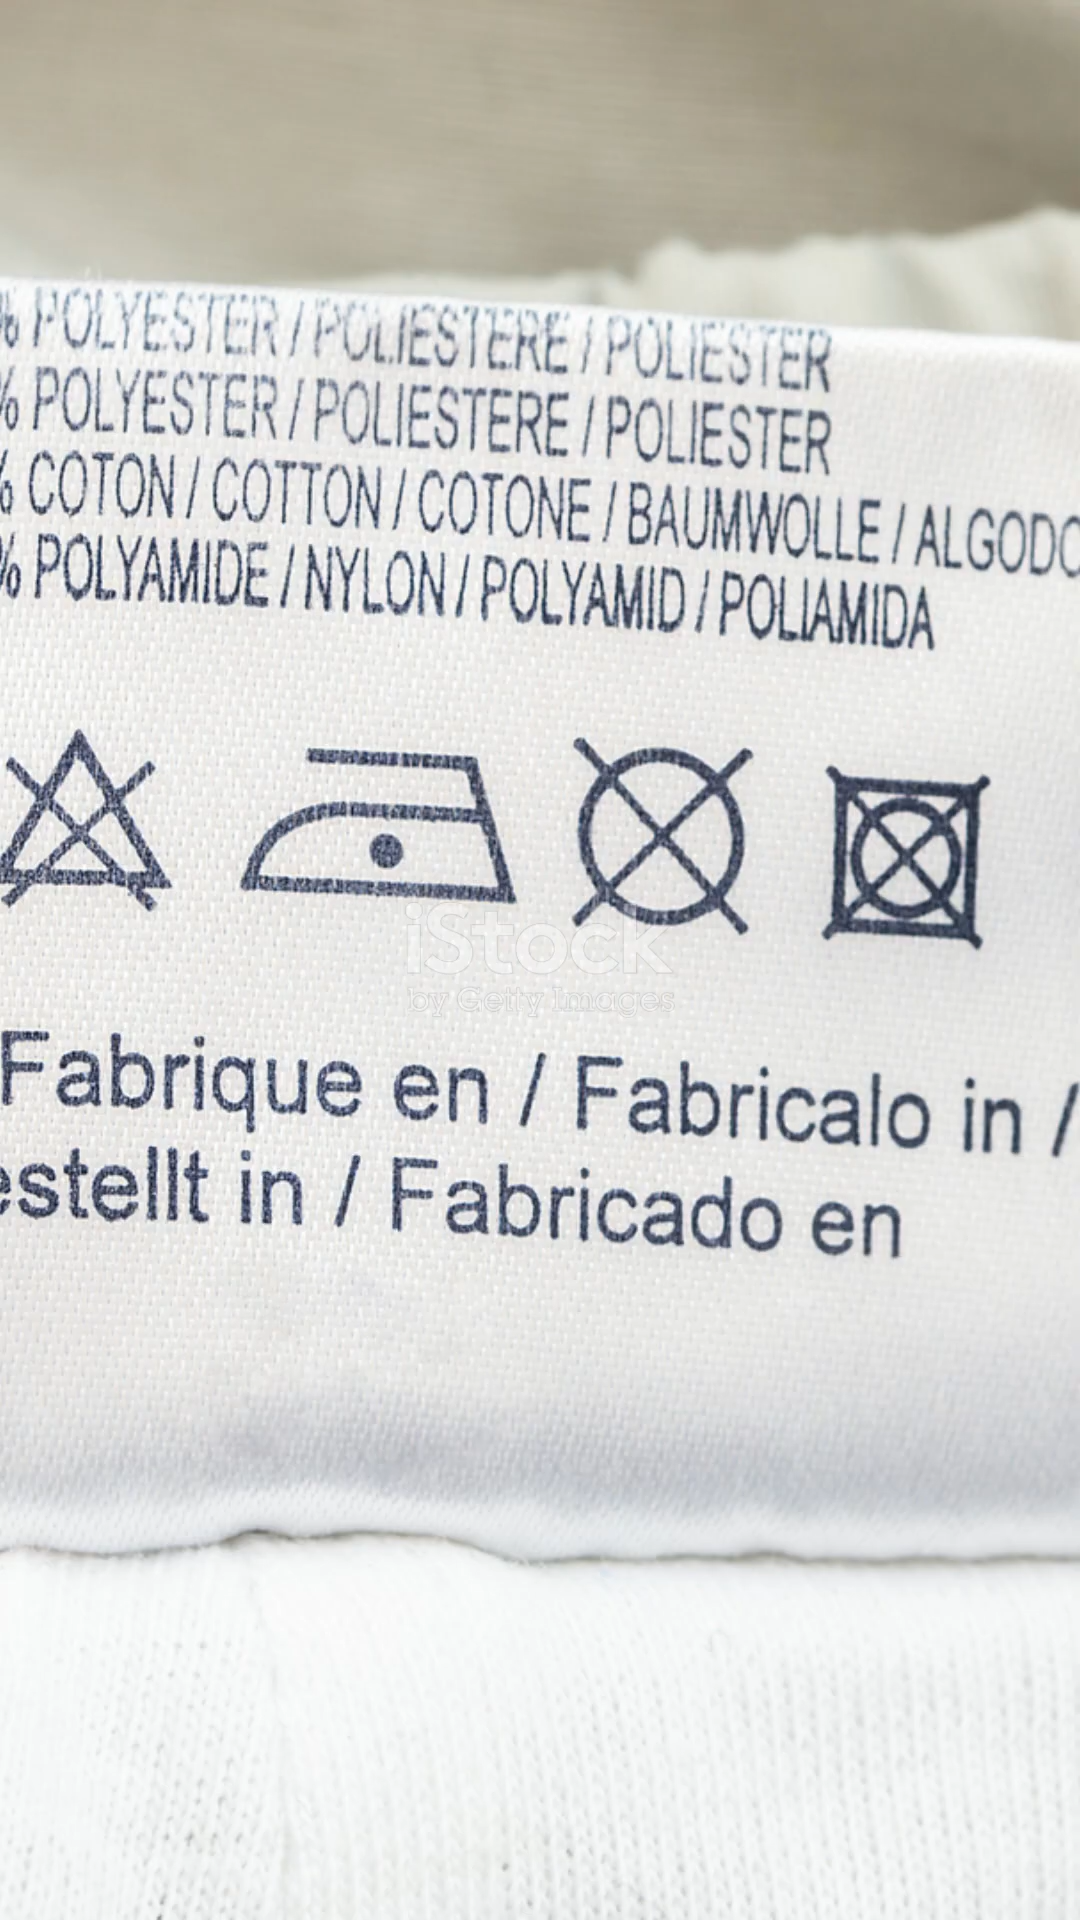 % POLYESTER / POLIESTERE / POLIESTER
% POLYESTER / POLIESTERE / POLIESTER
% COTON / COTTON / COTONE / BAUMWOLLE / ALGODO
% POLYAMIDE / NYLON / POLYAMID / POLIAMIDA
iStock
by Getty Images
Fabrique en / Fabricalo in /
estellt in / Fabricado en